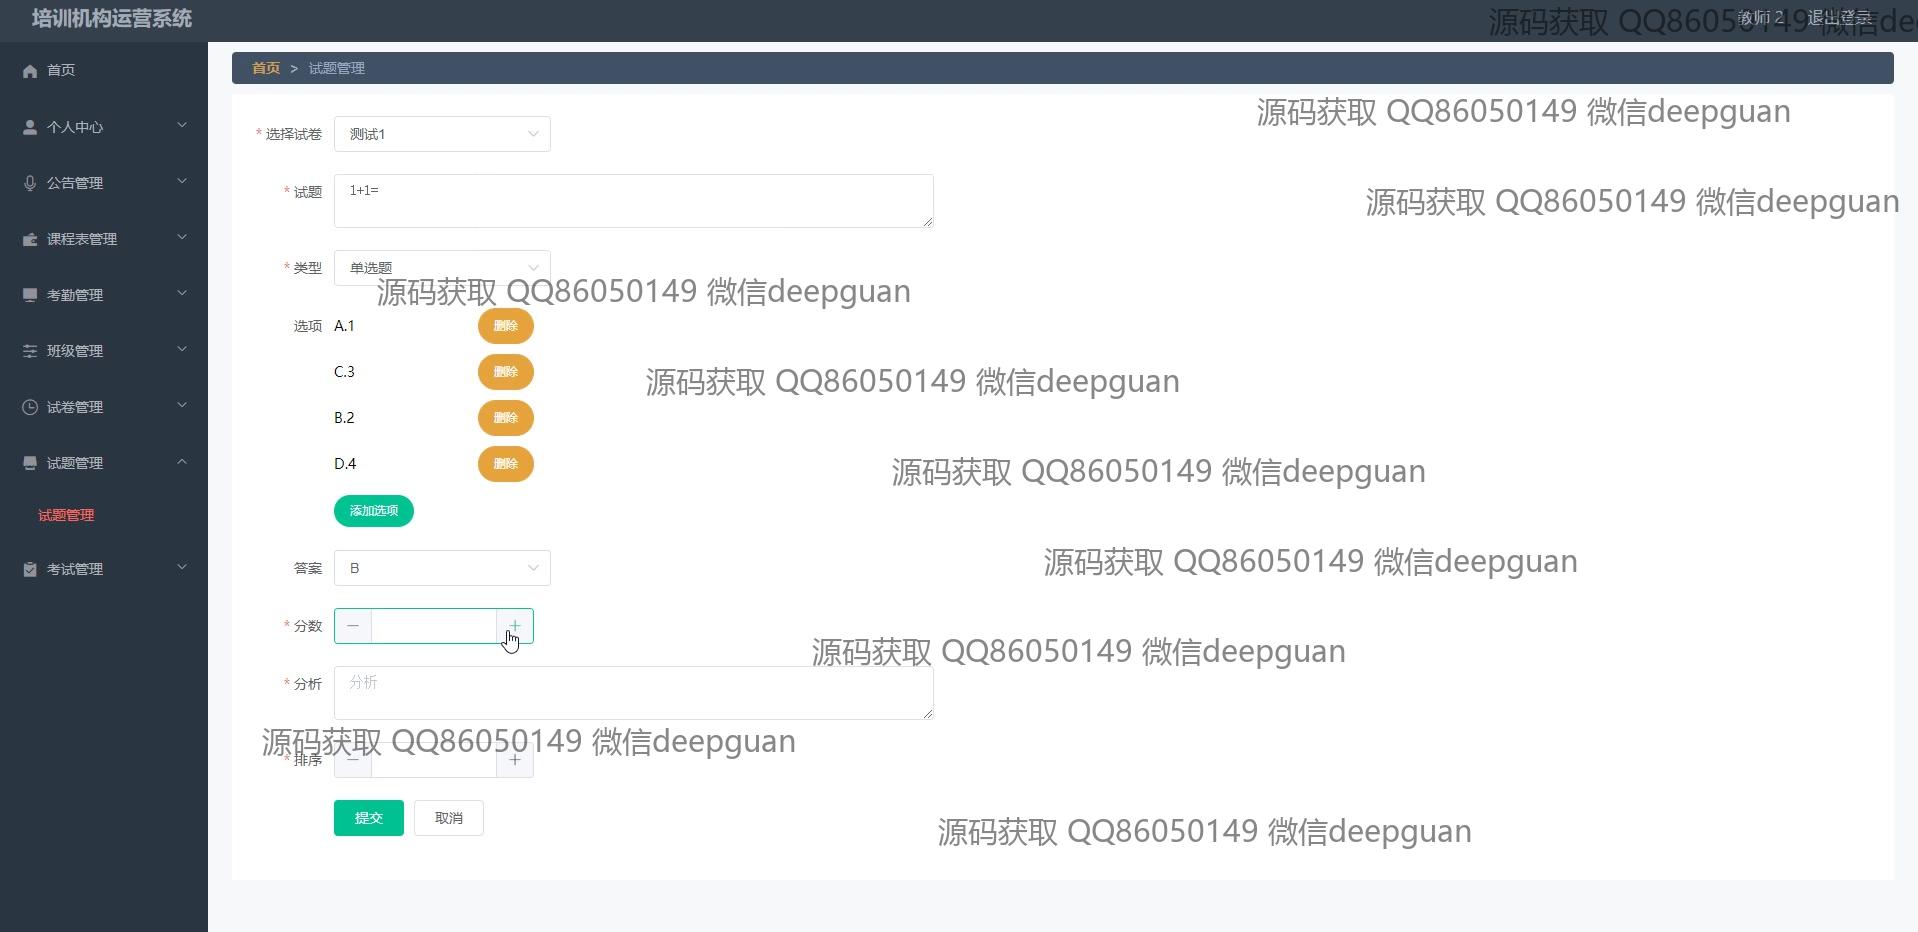 培训机构运营系统
源码获取 QQ86050149 微信de
教师2 退出登录
首页
个人中心
公告管理
课程表管理
考勤管理
班级管理
试卷管理
试题管理
试题管理
考试管理
首页 > 试题管理
源码获取 QQ86050149 微信deepguan
* 选择试卷 测试1
* 试题 1+1=
源码获取 QQ86050149 微信deepguan
* 类型 单选题
源码获取 QQ86050149 微信deepguan
选项 A.1 删除
C.3 删除
源码获取 QQ86050149 微信deepguan
B.2 删除
D.4 删除
源码获取 QQ86050149 微信deepguan
添加选项
答案 B
源码获取 QQ86050149 微信deepguan
* 分数 − +
源码获取 QQ86050149 微信deepguan
* 分析 分析
源码获取 QQ86050149 微信deepguan
* 排序 − +
提交 取消
源码获取 QQ86050149 微信deepguan